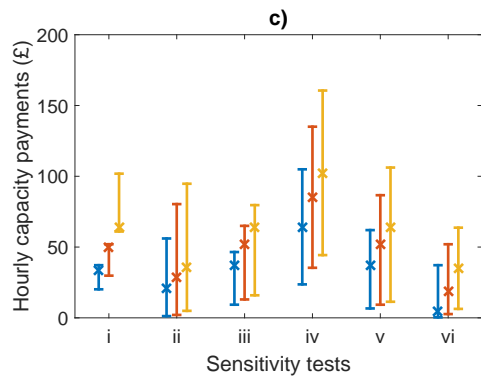 c)
Hourly capacity payments (£)
200
150
100
50
0
i ii iii iv v vi
Sensitivity tests